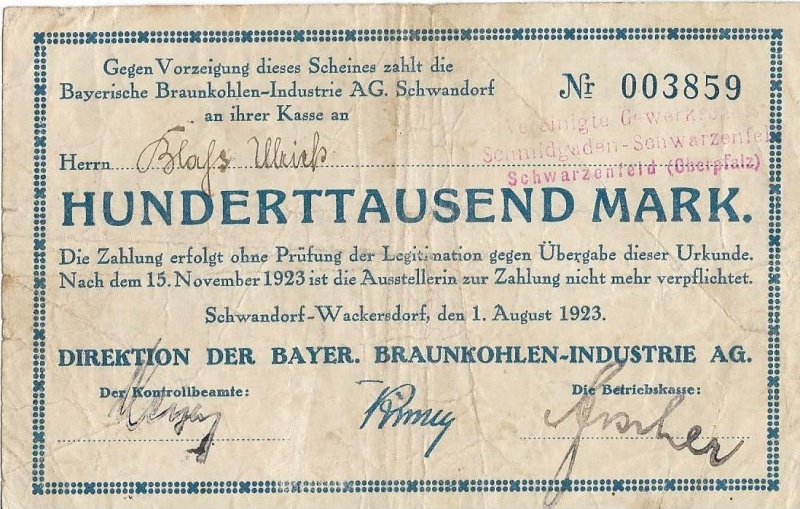 Gegen Vorzeigung dieses Scheines zahlt die
Bayerische Braunkohlen-Industrie AG. Schwandorf
an ihrer Kasse an
Nr 003859
Herrn Ulrich
Gewerkschaft
Schmidgaden-Schwarzenfeld
Schwarzenfeld (Oberpfalz)
HUNDERTTAUSEND MARK.
Die Zahlung erfolgt ohne Prüfung der Legitimation gegen Übergabe dieser Urkunde.
Nach dem 15. November 1923 ist die Ausstellerin zur Zahlung nicht mehr verpflichtet.
Schwandorf-Wackersdorf, den 1. August 1923.
DIREKTION DER BAYER. BRAUNKOHLEN-INDUSTRIE AG.
Der Kontrollbeamte:
Die Betriebskasse: